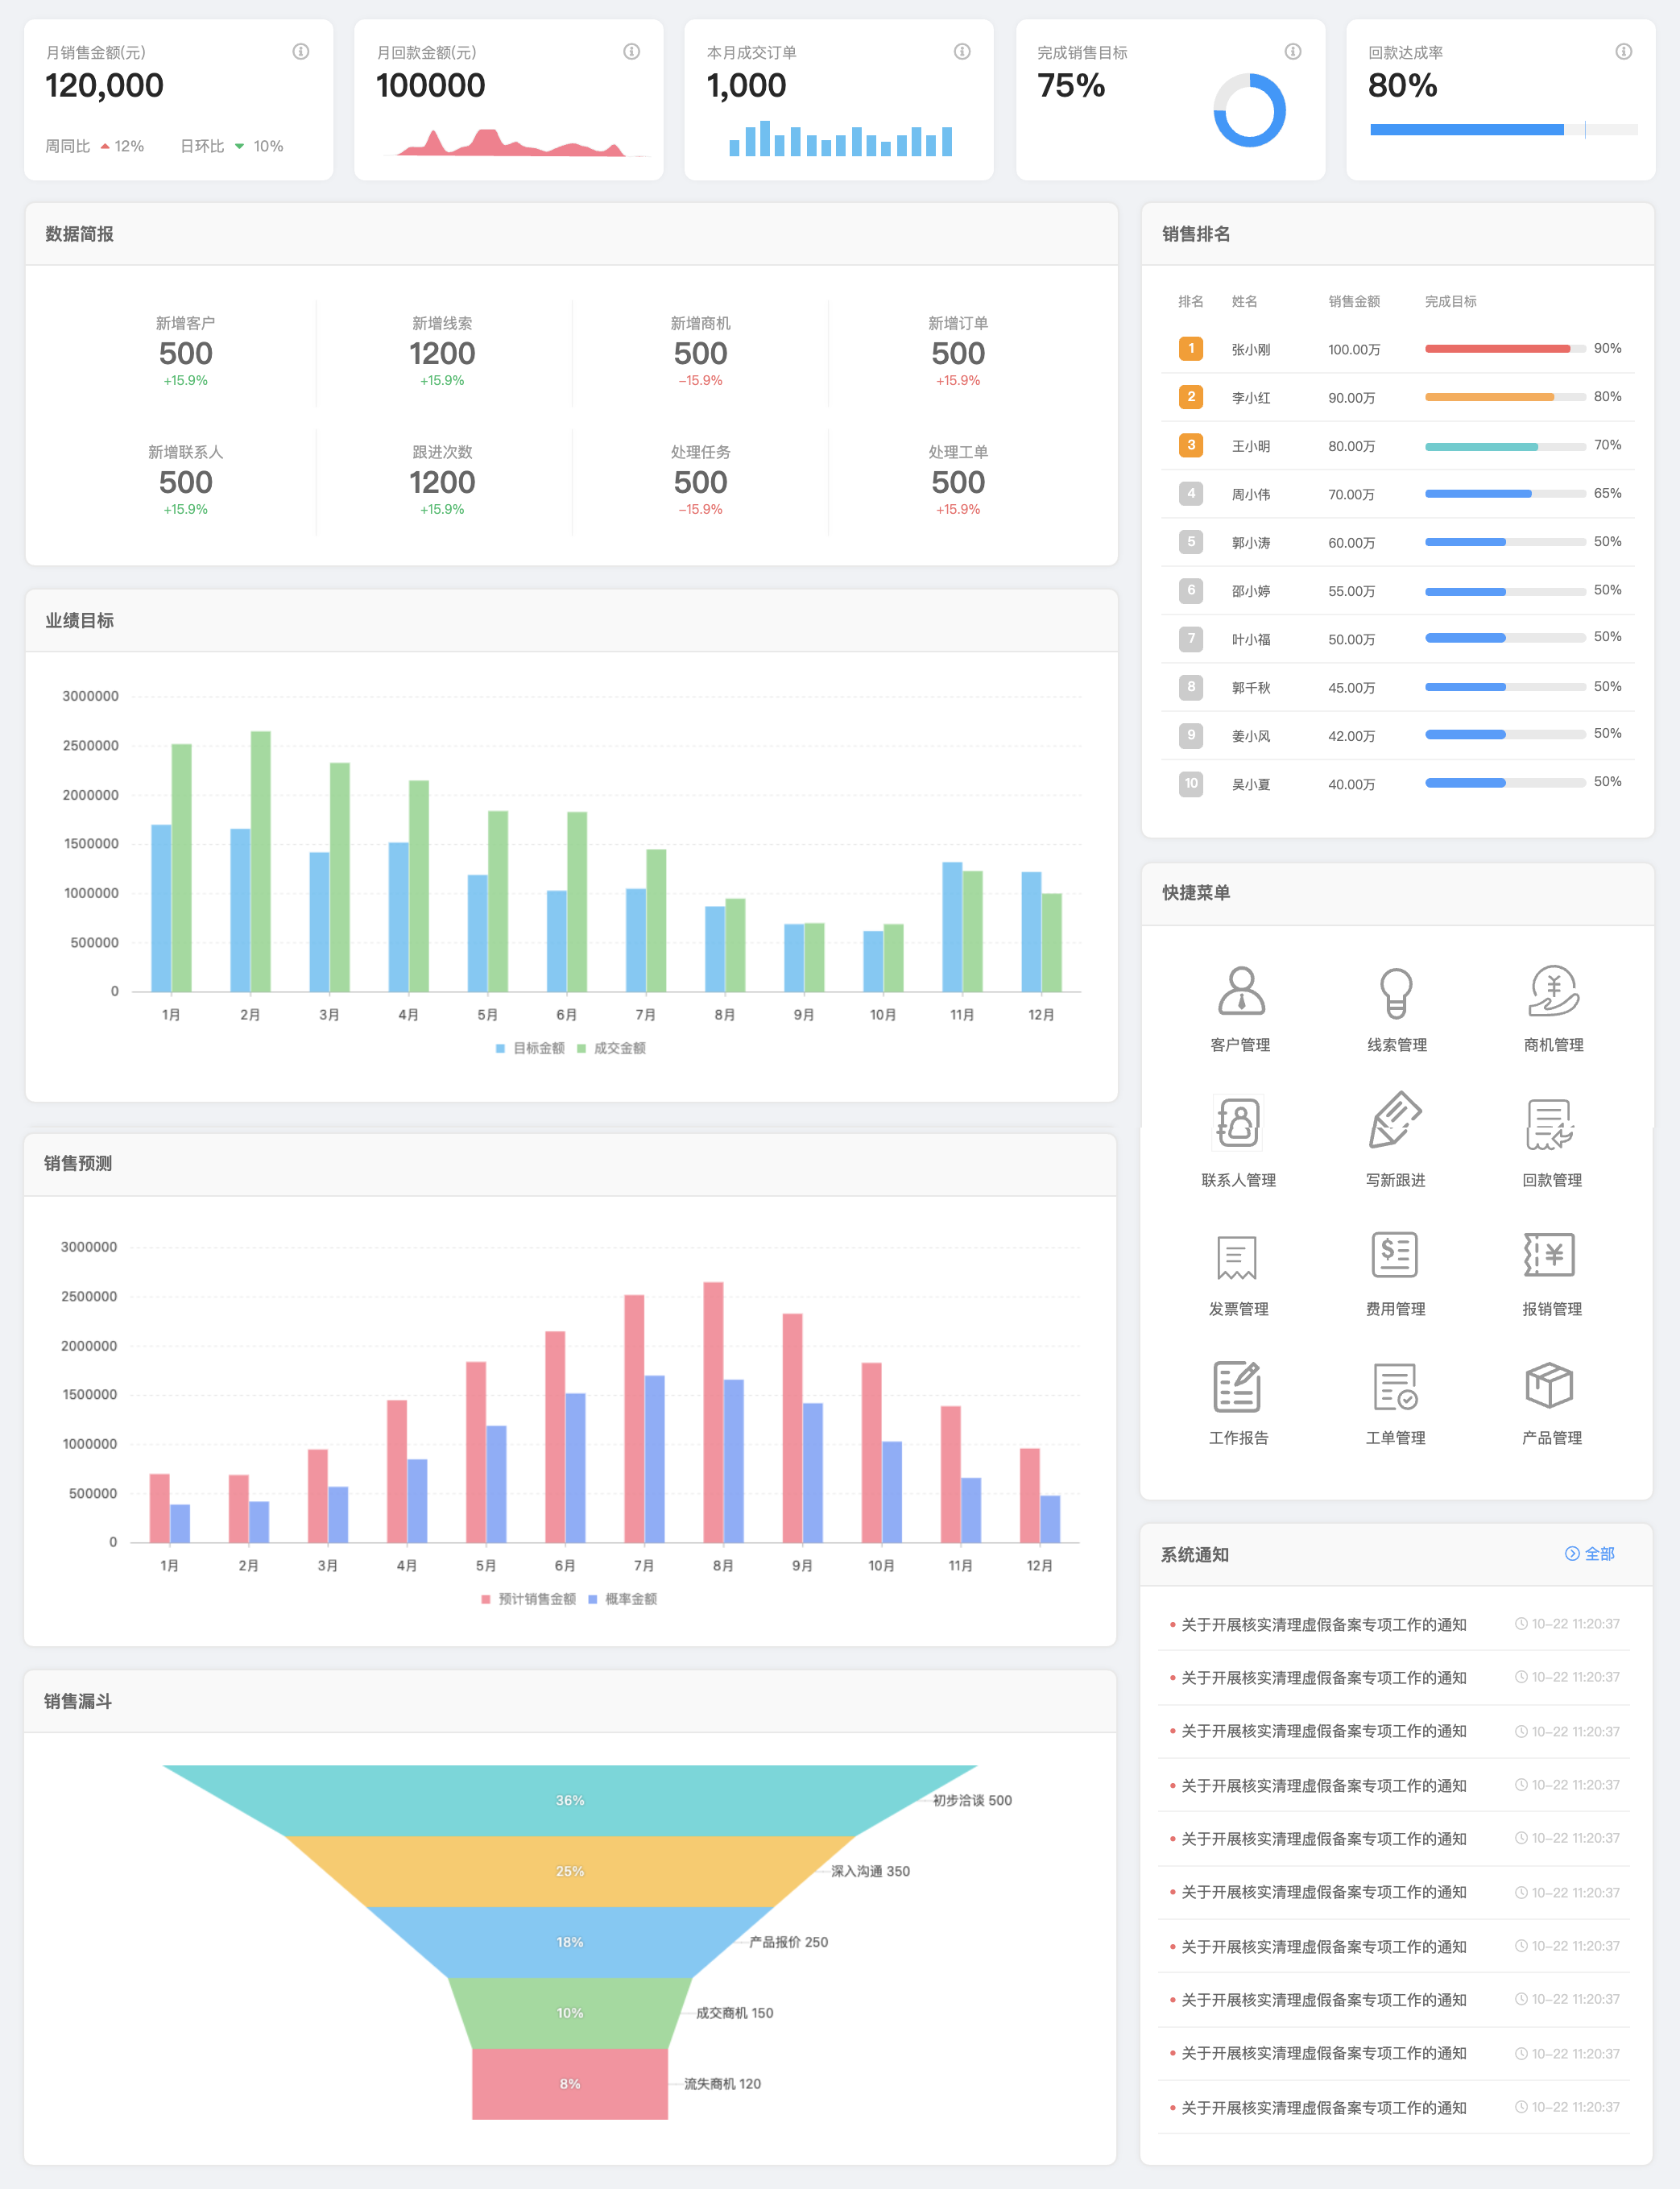 月销售金额(元)
120,000
周同比 12% 日环比 10%
月回款金额(元)
100000
本月成交订单
1,000
完成销售目标
75%
回款达成率
80%
数据简报
新增客户 新增线索 新增商机 新增订单
500 1200 500 500
+15.9% +15.9% -15.9% +15.9%
新增联系人 跟进次数 处理任务 处理工单
500 1200 500 500
+15.9% +15.9% -15.9% +15.9%
销售排名
排名 姓名 销售金额 完成目标
1 张小刚 100.00万 90%
2 李小红 90.00万 80%
3 王小明 80.00万 70%
4 周小伟 70.00万 65%
5 郭小涛 60.00万 50%
6 邵小婷 55.00万 50%
7 叶小福 50.00万 50%
8 郭千秋 45.00万 50%
9 姜小风 42.00万 50%
10 吴小夏 40.00万 50%
业绩目标
3000000
2500000
2000000
1500000
1000000
500000
0
1月 2月 3月 4月 5月 6月 7月 8月 9月 10月 11月 12月
目标金额 成交金额
快捷菜单
客户管理 线索管理 商机管理
联系人管理 写新跟进 回款管理
发票管理 费用管理 报销管理
工作报告 工单管理 产品管理
销售预测
3000000
2500000
2000000
1500000
1000000
500000
0
1月 2月 3月 4月 5月 6月 7月 8月 9月 10月 11月 12月
预计销售金额 概率金额
系统通知 全部
关于开展核实清理虚假备案专项工作的通知 10-22 11:20:37
关于开展核实清理虚假备案专项工作的通知 10-22 11:20:37
关于开展核实清理虚假备案专项工作的通知 10-22 11:20:37
关于开展核实清理虚假备案专项工作的通知 10-22 11:20:37
关于开展核实清理虚假备案专项工作的通知 10-22 11:20:37
关于开展核实清理虚假备案专项工作的通知 10-22 11:20:37
关于开展核实清理虚假备案专项工作的通知 10-22 11:20:37
关于开展核实清理虚假备案专项工作的通知 10-22 11:20:37
关于开展核实清理虚假备案专项工作的通知 10-22 11:20:37
关于开展核实清理虚假备案专项工作的通知 10-22 11:20:37
销售漏斗
36% 初步洽谈 500
25% 深入沟通 350
18% 产品报价 250
10% 成交商机 150
8% 流失商机 120